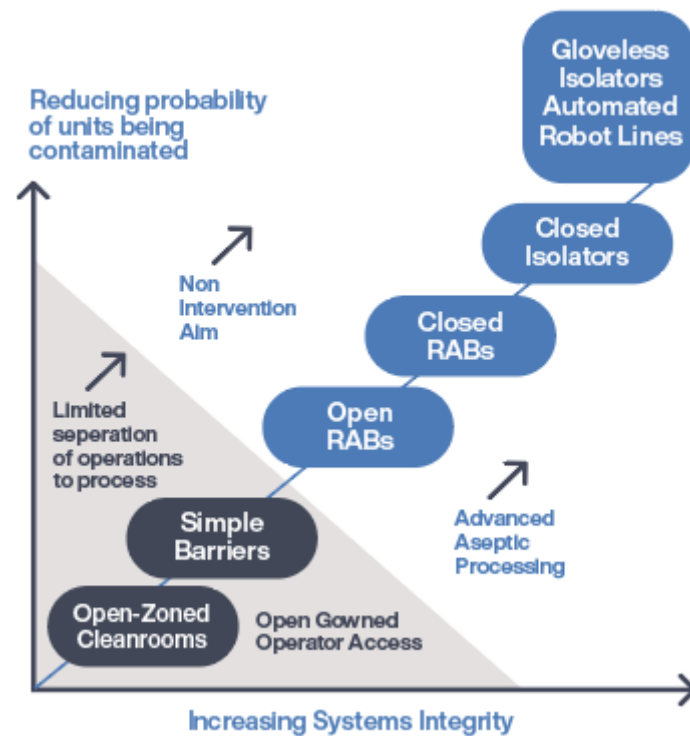 Gloveless
Isolators
Automated
Robot Lines
Reducing probability
of units being
contaminated
Closed
Isolators
Non
Intervention
Aim
Closed
RABs
Limited
seperation
of operations
to process
Open
RABs
Simple
Barriers
Advanced
Aseptic
Processing
Open-Zoned
Cleanrooms
Open Gowned
Operator Access
Increasing Systems Integrity